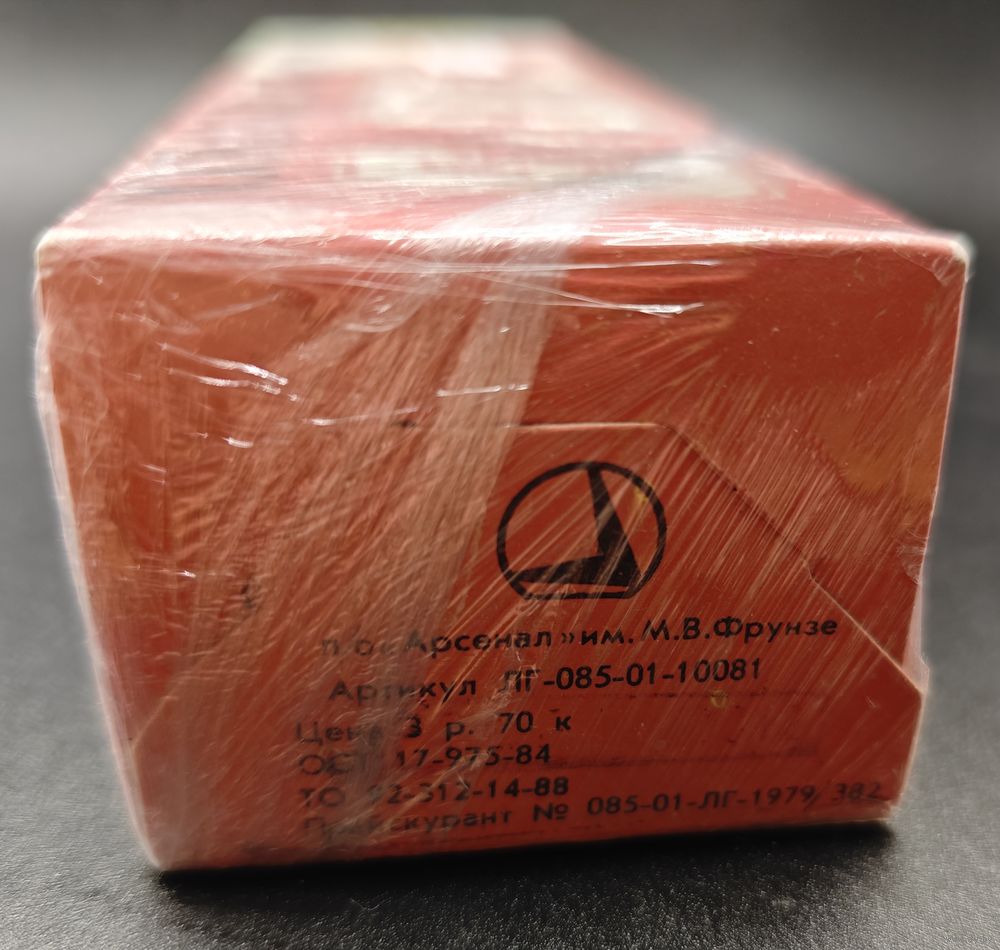 п/о «Арсенал» им. М.В.Фрунзе
Артикул ЛГ-085-01-10081
Цена 3 р. 70 к
ОСТ 17-975-84
ТО 92-312-14-88
Прейскурант № 085-01-ЛГ-1979/382